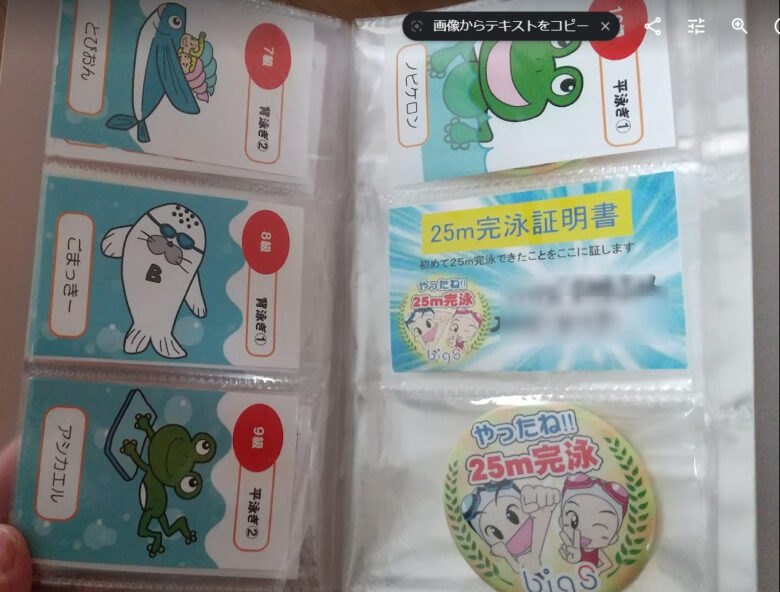 画像からテキストをコピー
7級
背泳ぎ②
とびおん
8級
背泳ぎ①
ごまっきー
B
9級
平泳ぎ②
アシカエル
平泳ぎ①
ノビケロン
25m完泳証明書
初めて25m完泳できたことをここに証します
やったね!!
25m完泳
bigs
やったね!!
25m完泳
bigs